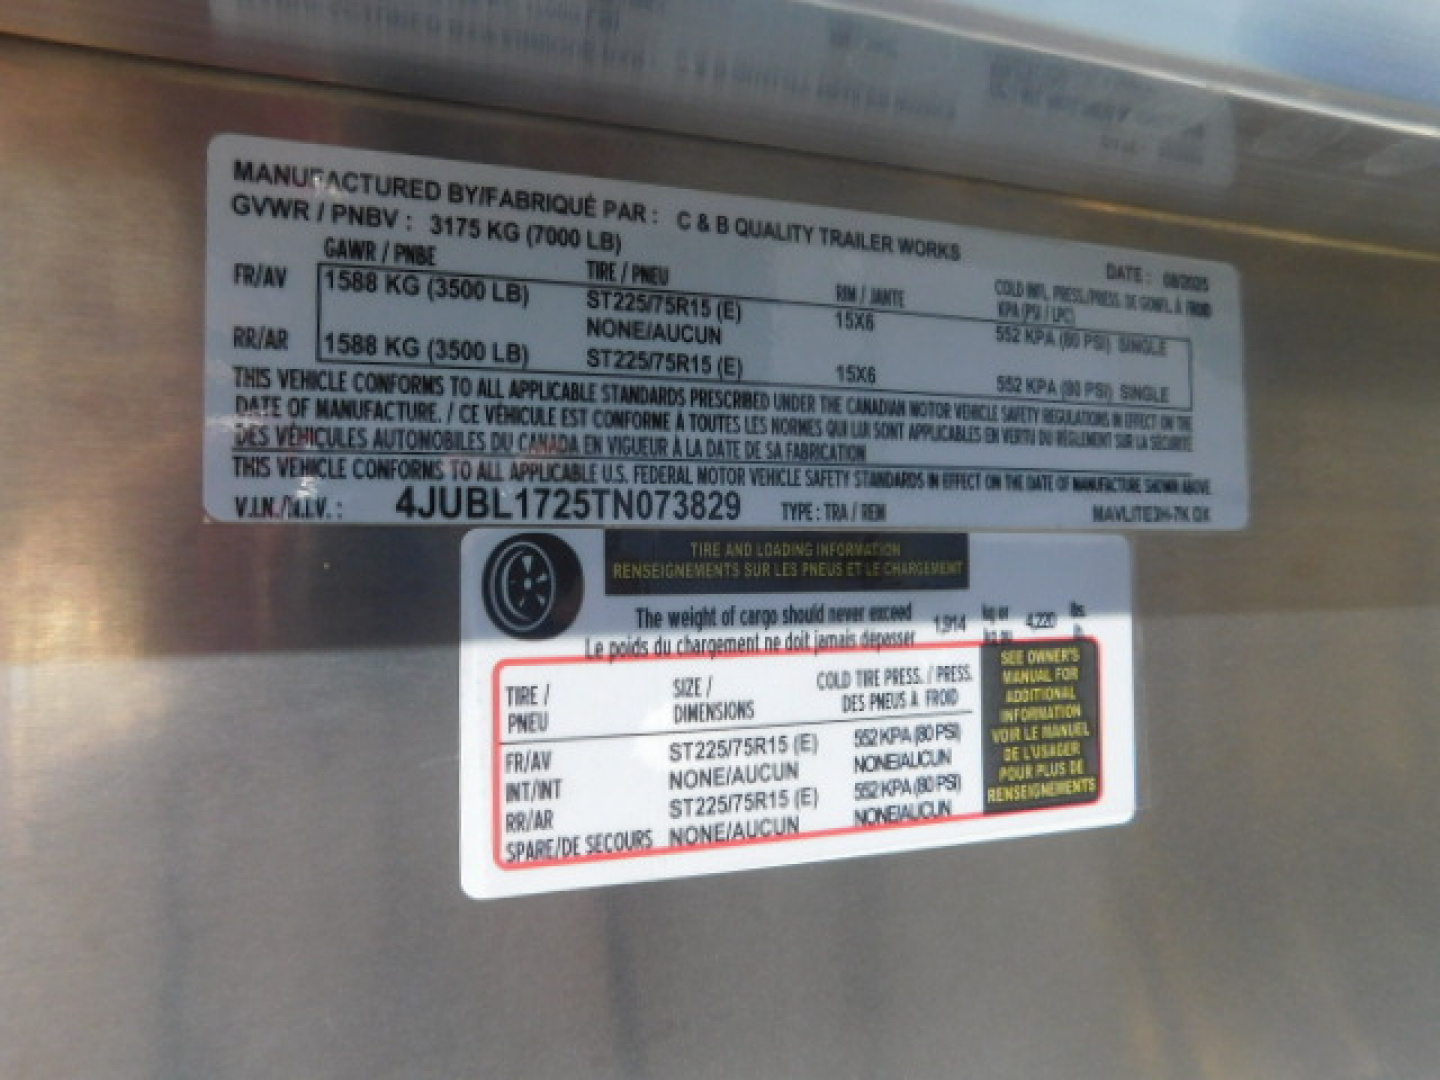 MANUFACTURED BY/FABRIQUÉ PAR : C & B QUALITY TRAILER WORKS
GVWR / PNBV : 3175 KG (7000 LB) DATE : 08/2025
GAWR / PNBE TIRE / PNEU RIM / JANTE COLD INFL. PRESS./PRESS. DE GONFL. À FROID
KPA (PSI / LPC)
FR/AV 1588 KG (3500 LB) ST225/75R15 (E) 15X6 552 KPA (80 PSI) SINGLE
NONE/AUCUN
RR/AR 1588 KG (3500 LB) ST225/75R15 (E) 15X6 552 KPA (80 PSI) SINGLE
THIS VEHICLE CONFORMS TO ALL APPLICABLE STANDARDS PRESCRIBED UNDER THE CANADIAN MOTOR VEHICLE SAFETY REGULATIONS IN EFFECT ON THE
DATE OF MANUFACTURE. / CE VÉHICULE EST CONFORME À TOUTES LES NORMES QUI LUI SONT APPLICABLES EN VERTU DU RÈGLEMENT SUR LA SÉCURITÉ
DES VÉHICULES AUTOMOBILES DU CANADA EN VIGUEUR À LA DATE DE SA FABRICATION
THIS VEHICLE CONFORMS TO ALL APPLICABLE U.S. FEDERAL MOTOR VEHICLE SAFETY STANDARDS IN EFFECT ON THE DATE OF MANUFACTURE SHOWN ABOVE
V.I.N./N.I.V. : 4JUBL1725TN073829 TYPE : TRA / REM MAVLITE3H-7K DX
TIRE AND LOADING INFORMATION
RENSEIGNEMENTS SUR LES PNEUS ET LE CHARGEMENT
The weight of cargo should never exceed 1,914 kg or 4,220 lbs.
Le poids du chargement ne doit jamais dépasser kg ou lb
TIRE / PNEU
SIZE / DIMENSIONS
COLD TIRE PRESS. / PRESS. DES PNEUS A FROID
FR/AV ST225/75R15 (E) 552 KPA (80 PSI)
INT/INT NONE/AUCUN NONE/AUCUN
RR/AR ST225/75R15 (E) 552 KPA (80 PSI)
SPARE/DE SECOURS NONE/AUCUN NONE/AUCUN
SEE OWNER'S
MANUAL FOR
ADDITIONAL
INFORMATION
VOIR LE MANUEL
DE L'USAGER
POUR PLUS DE
RENSEIGNEMENTS